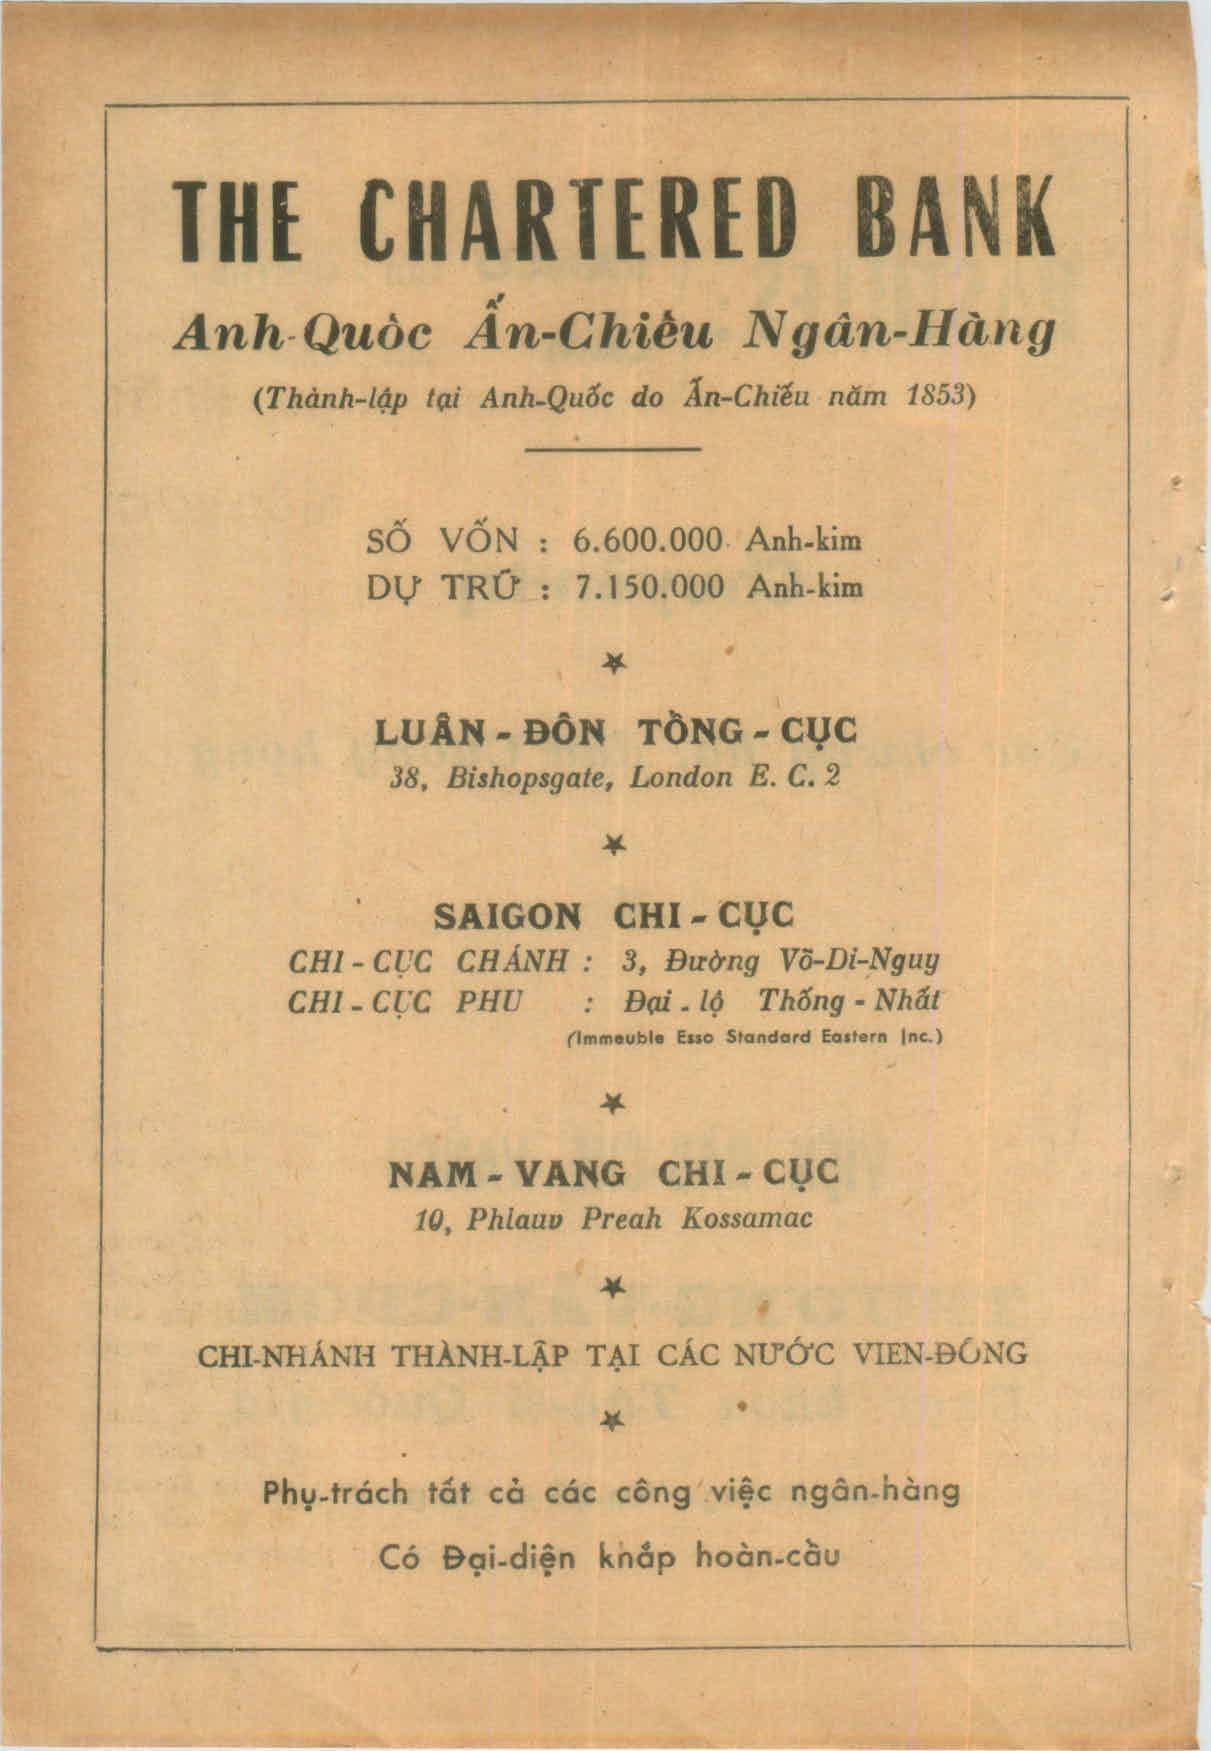 THE CHARTERED BANK
Anh-Quốc Ấn-Chiếu Ngân-Hàng
(Thành-lập tại Anh-Quốc do Ấn-Chiếu năm 1853)
SỐ VỐN : 6.600.000 Anh-kim
DỰ TRỮ : 7.150.000 Anh-kim
LUÂN - ĐÔN TỔNG - CỤC
38, Bishopsgate, London E. C. 2
SAIGON CHI - CỤC
CHI - CỤC CHÁNH : 3, Đường Võ-Di-Nguy
CHI - CỤC PHU : Đại - lộ Thống - Nhất
(Immeuble Esso Standard Eastern Inc.)
NAM - VANG CHI - CỤC
10, Phlauv Preah Kossamac
CHI-NHÁNH THÀNH-LẬP TẠI CÁC NƯỚC VIEN-ĐÔNG
Phụ-trách tất cả các công việc ngân-hàng
Có Đại-diện khắp hoàn-cầu